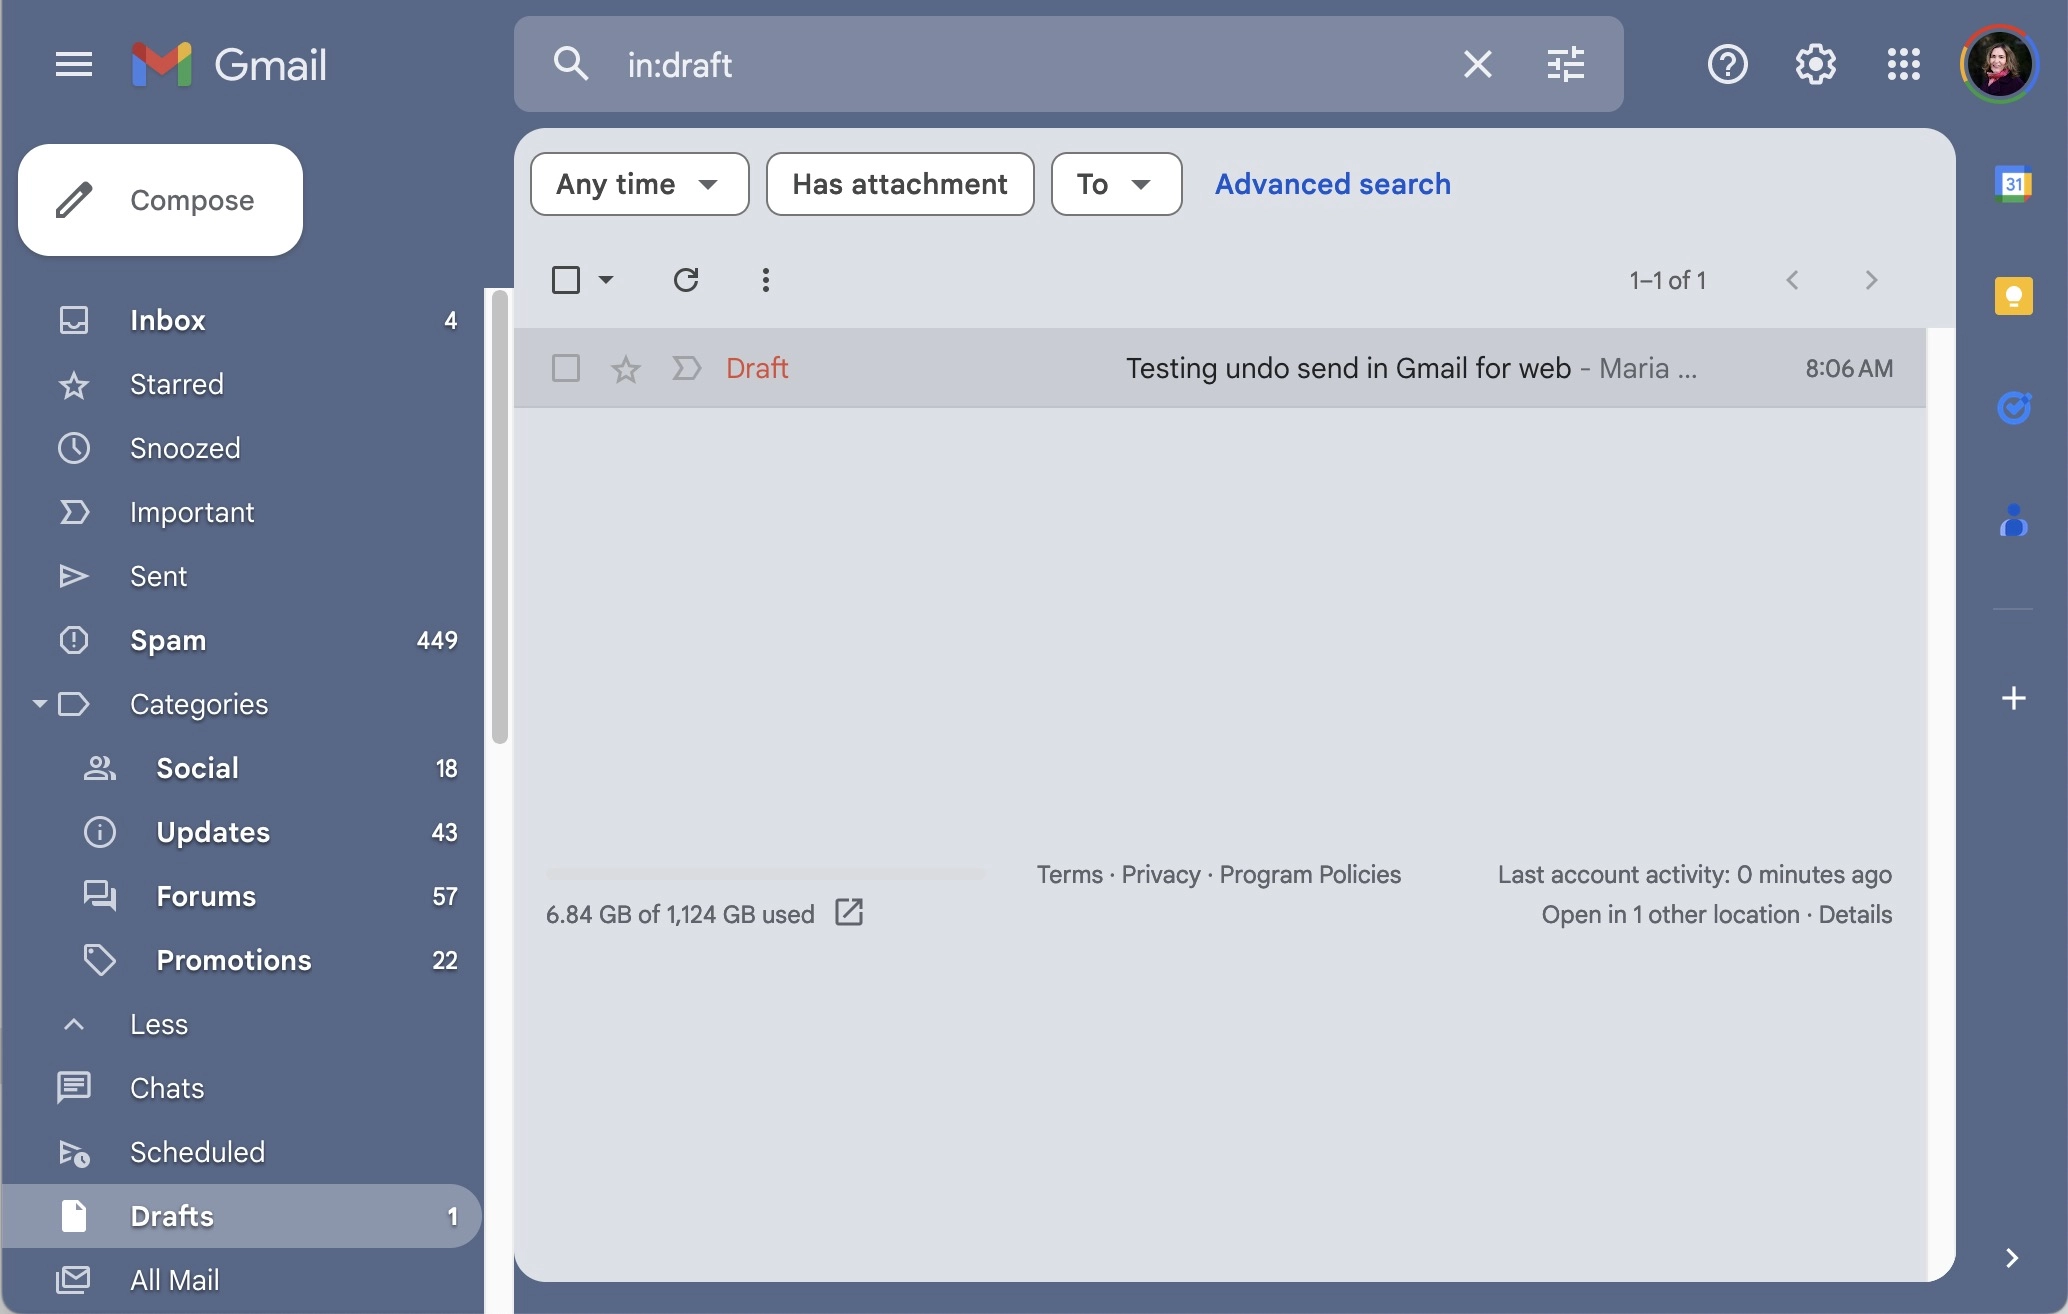 Gmail
in:draft
Compose
Any time
Has attachment
To
Advanced search
31
1–1 of 1
Inbox 4
Starred
Snoozed
Important
Sent
Spam 449
Categories
Social 18
Updates 43
Forums 57
Promotions 22
Less
Chats
Scheduled
Drafts 1
All Mail
Draft Testing undo send in Gmail for web - Maria ... 8:06 AM
6.84 GB of 1,124 GB used
Terms · Privacy · Program Policies
Last account activity: 0 minutes ago
Open in 1 other location · Details